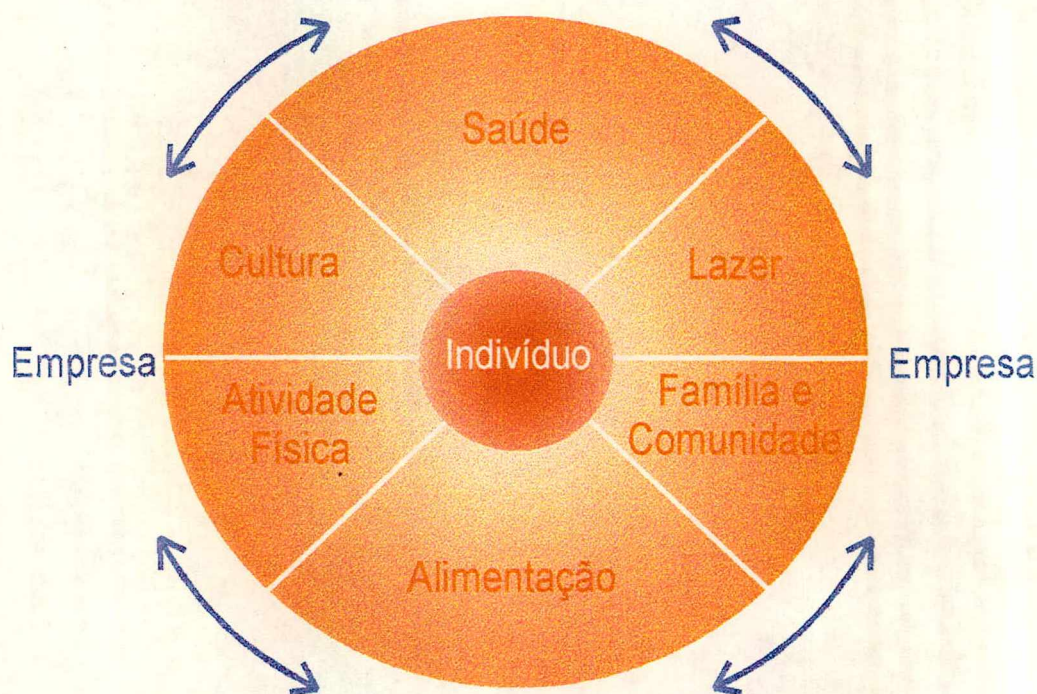 Saúde
Cultura
Lazer
Empresa
Indivíduo
Empresa
Atividade
Física
Família e
Comunidade
Alimentação